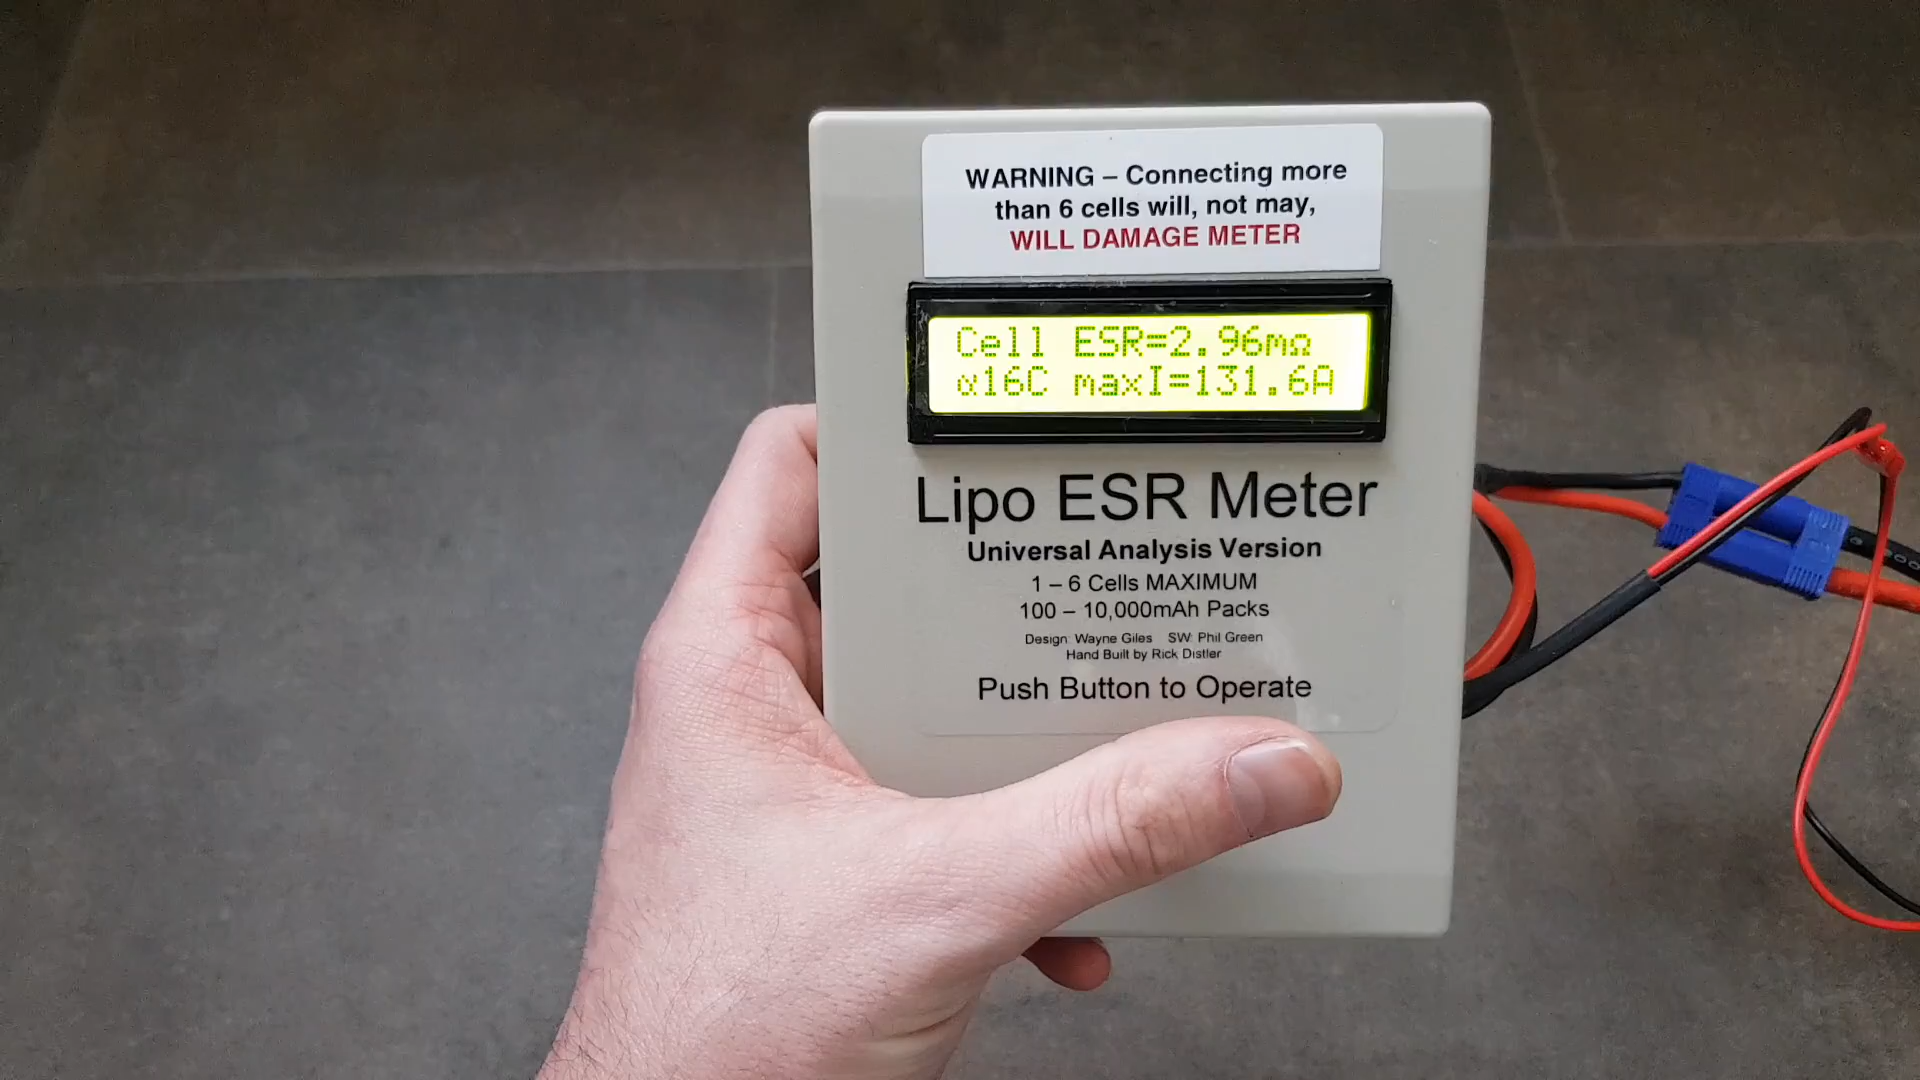 WARNING – Connecting more
than 6 cells will, not may,
WILL DAMAGE METER
Cell ESR=2.96mΩ
α16C maxI=131.6A
Lipo ESR Meter
Universal Analysis Version
1 – 6 Cells MAXIMUM
100 – 10,000mAh Packs
Design: Wayne Giles SW: Phil Green
Hand Built by Rick Distler
Push Button to Operate